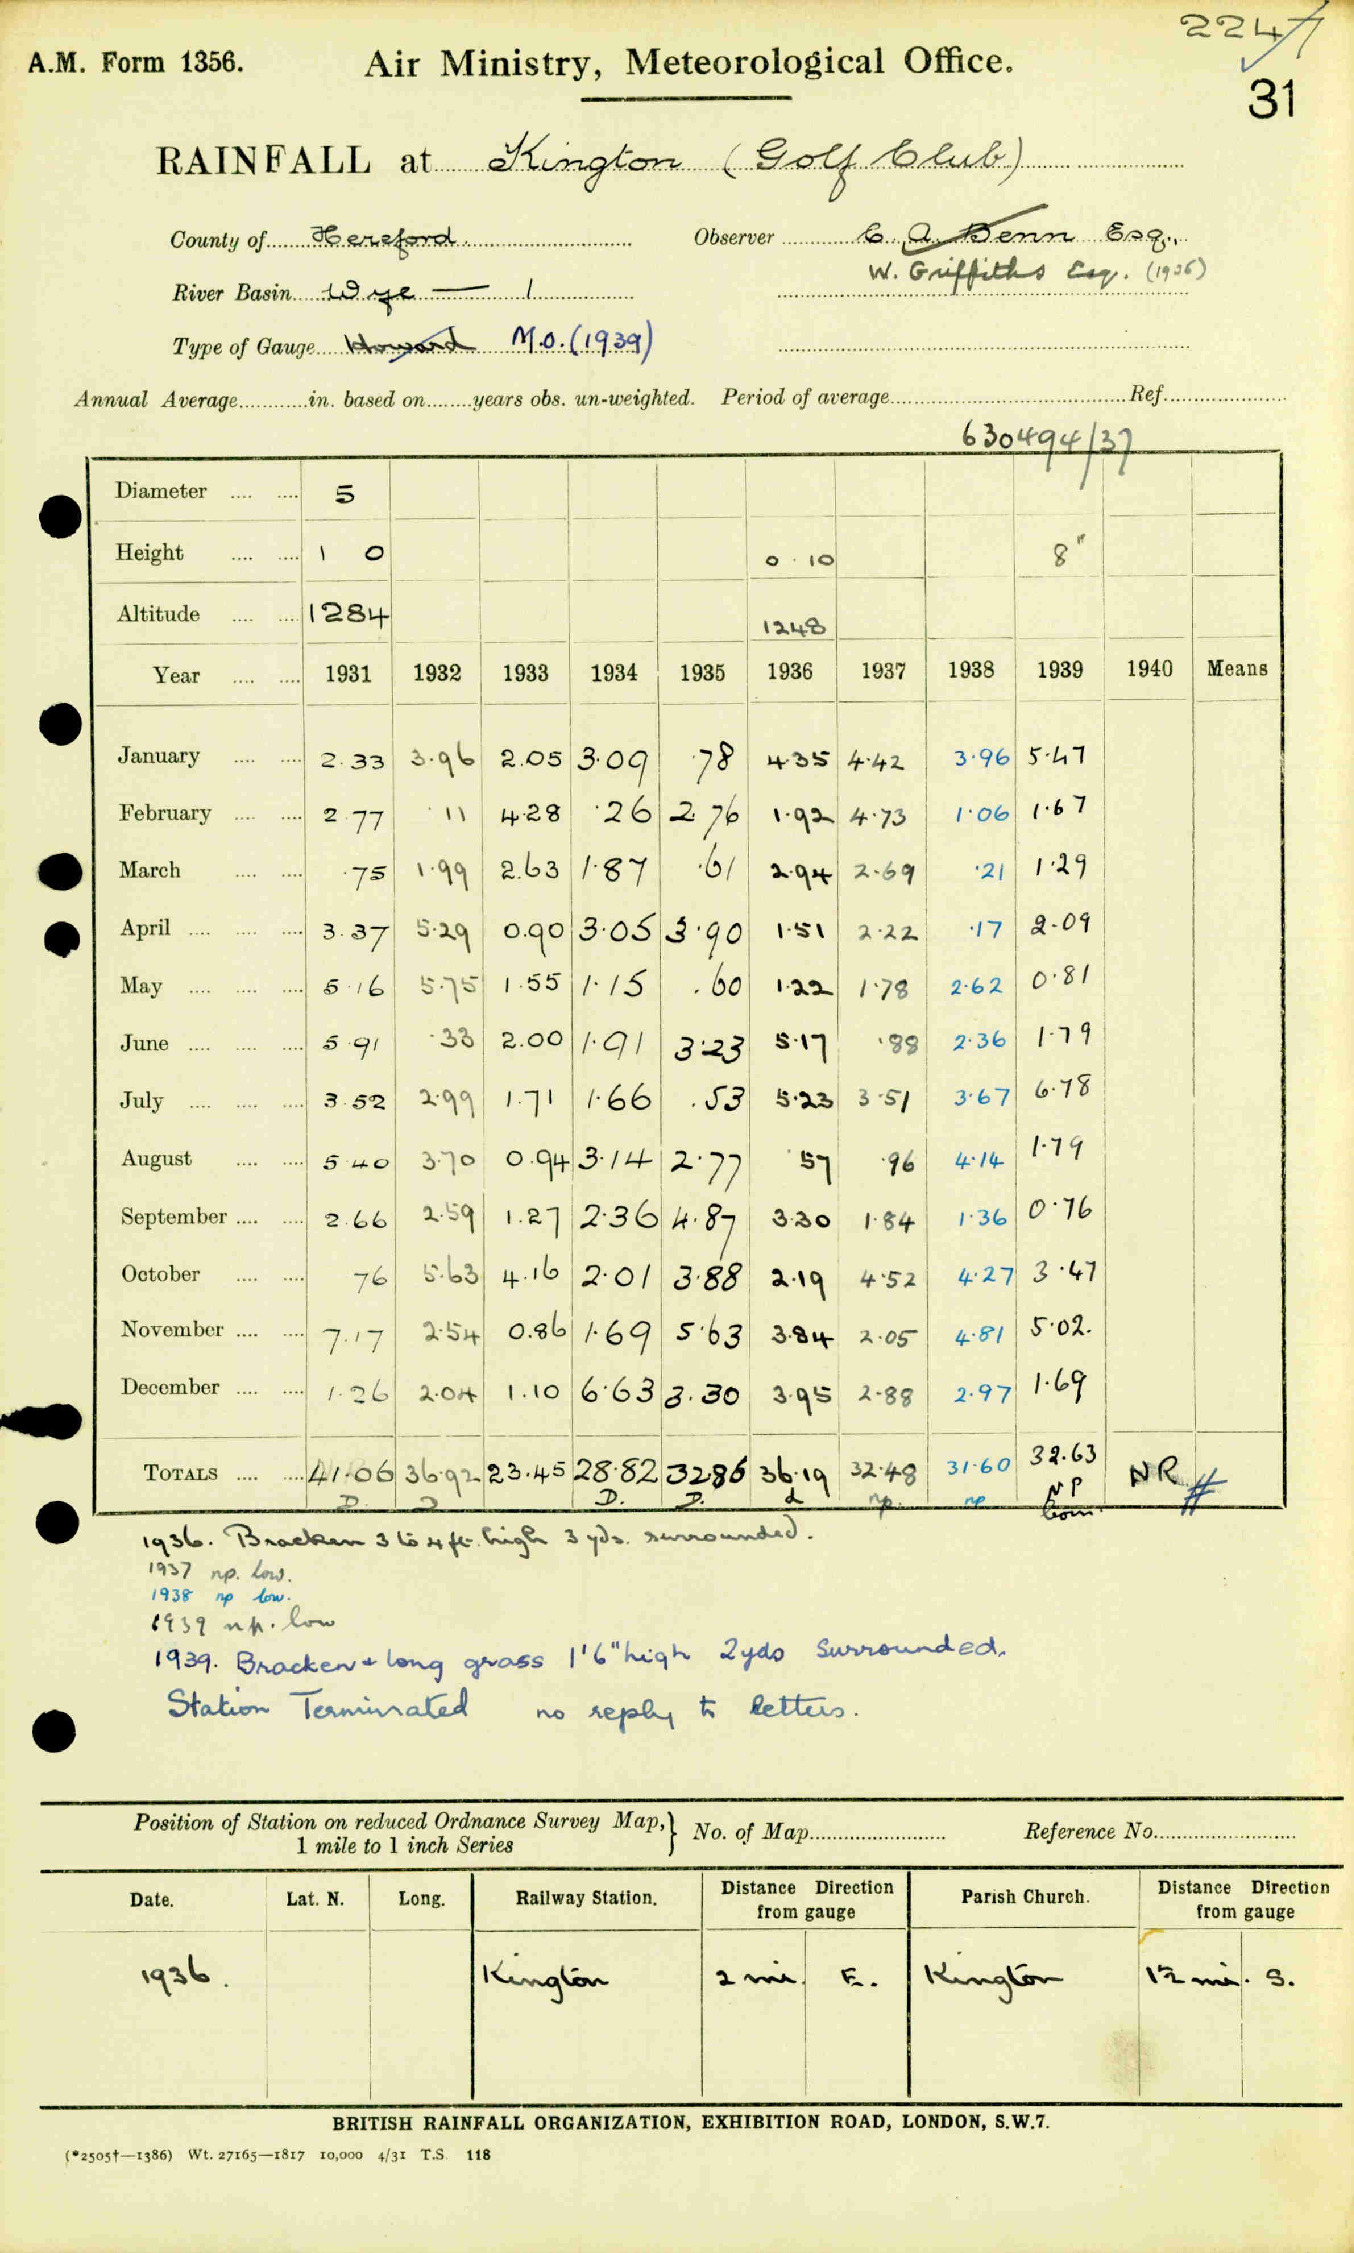 2247
A.M. Form 1356. Air Ministry, Meteorological Office.
31
RAINFALL at Kington (Golf Club)
County of Hereford Observer C. A. Benn Esq.,
W. Griffiths Esq. (1936)
River Basin Wye — 1
Type of Gauge Howard M.O. (1939)
Annual Average in. based on years obs. un-weighted. Period of average Ref.
630494/37
Diameter 5
Height 1 0 0 10 8"
Altitude 1284 1248
Year 1931 1932 1933 1934 1935 1936 1937 1938 1939 1940 Means
January 2.33 3.96 2.05 3.09 .78 4.35 4.42 3.96 5.47
February 2.77 .11 4.28 .26 2.76 1.92 4.73 1.06 1.67
March .75 1.99 2.63 1.87 .61 2.94 2.69 .21 1.29
April 3.37 5.29 0.90 3.05 3.90 1.51 2.22 .17 2.09
May 5.16 5.75 1.55 1.15 .60 1.22 1.78 2.62 0.81
June 5.91 .33 2.00 1.91 3.23 5.17 .88 2.36 1.79
July 3.52 2.99 1.71 1.66 .53 5.23 3.51 3.67 6.78
August 5.40 3.70 0.94 3.14 2.77 .57 .96 4.14 1.79
September 2.66 2.59 1.27 2.36 4.87 3.30 1.84 1.36 0.76
October 76 5.63 4.16 2.01 3.88 2.19 4.52 4.27 3.47
November 7.17 2.54 0.86 1.69 5.63 3.84 2.05 4.81 5.02.
December 1.26 2.04 1.10 6.63 3.30 3.95 2.88 2.97 1.69
TOTALS 41.06 36.92 23.45 28.82 32.86 36.19 32.48 31.60 32.63 NR #
D. D D. D. d np. np NP
1936. Bracken 3 to 4 ft. high 3 yds. surrounded.
1937 np. low.
1938 np low.
1939 np. low
1939. Bracken + long grass 1'6" high 2yds Surrounded.
Station Terminated no reply to letters.
Position of Station on reduced Ordnance Survey Map, } No. of Map Reference No.
1 mile to 1 inch Series
Date. Lat. N. Long. Railway Station. Distance Direction from gauge Parish Church. Distance Direction from gauge
1936. Kington 2 mi. E. Kington 1½ mi. S.
BRITISH RAINFALL ORGANIZATION, EXHIBITION ROAD, LONDON, S.W.7.
(*2505†—1386) Wt. 27165—1817 10,000 4/31 T.S. 118